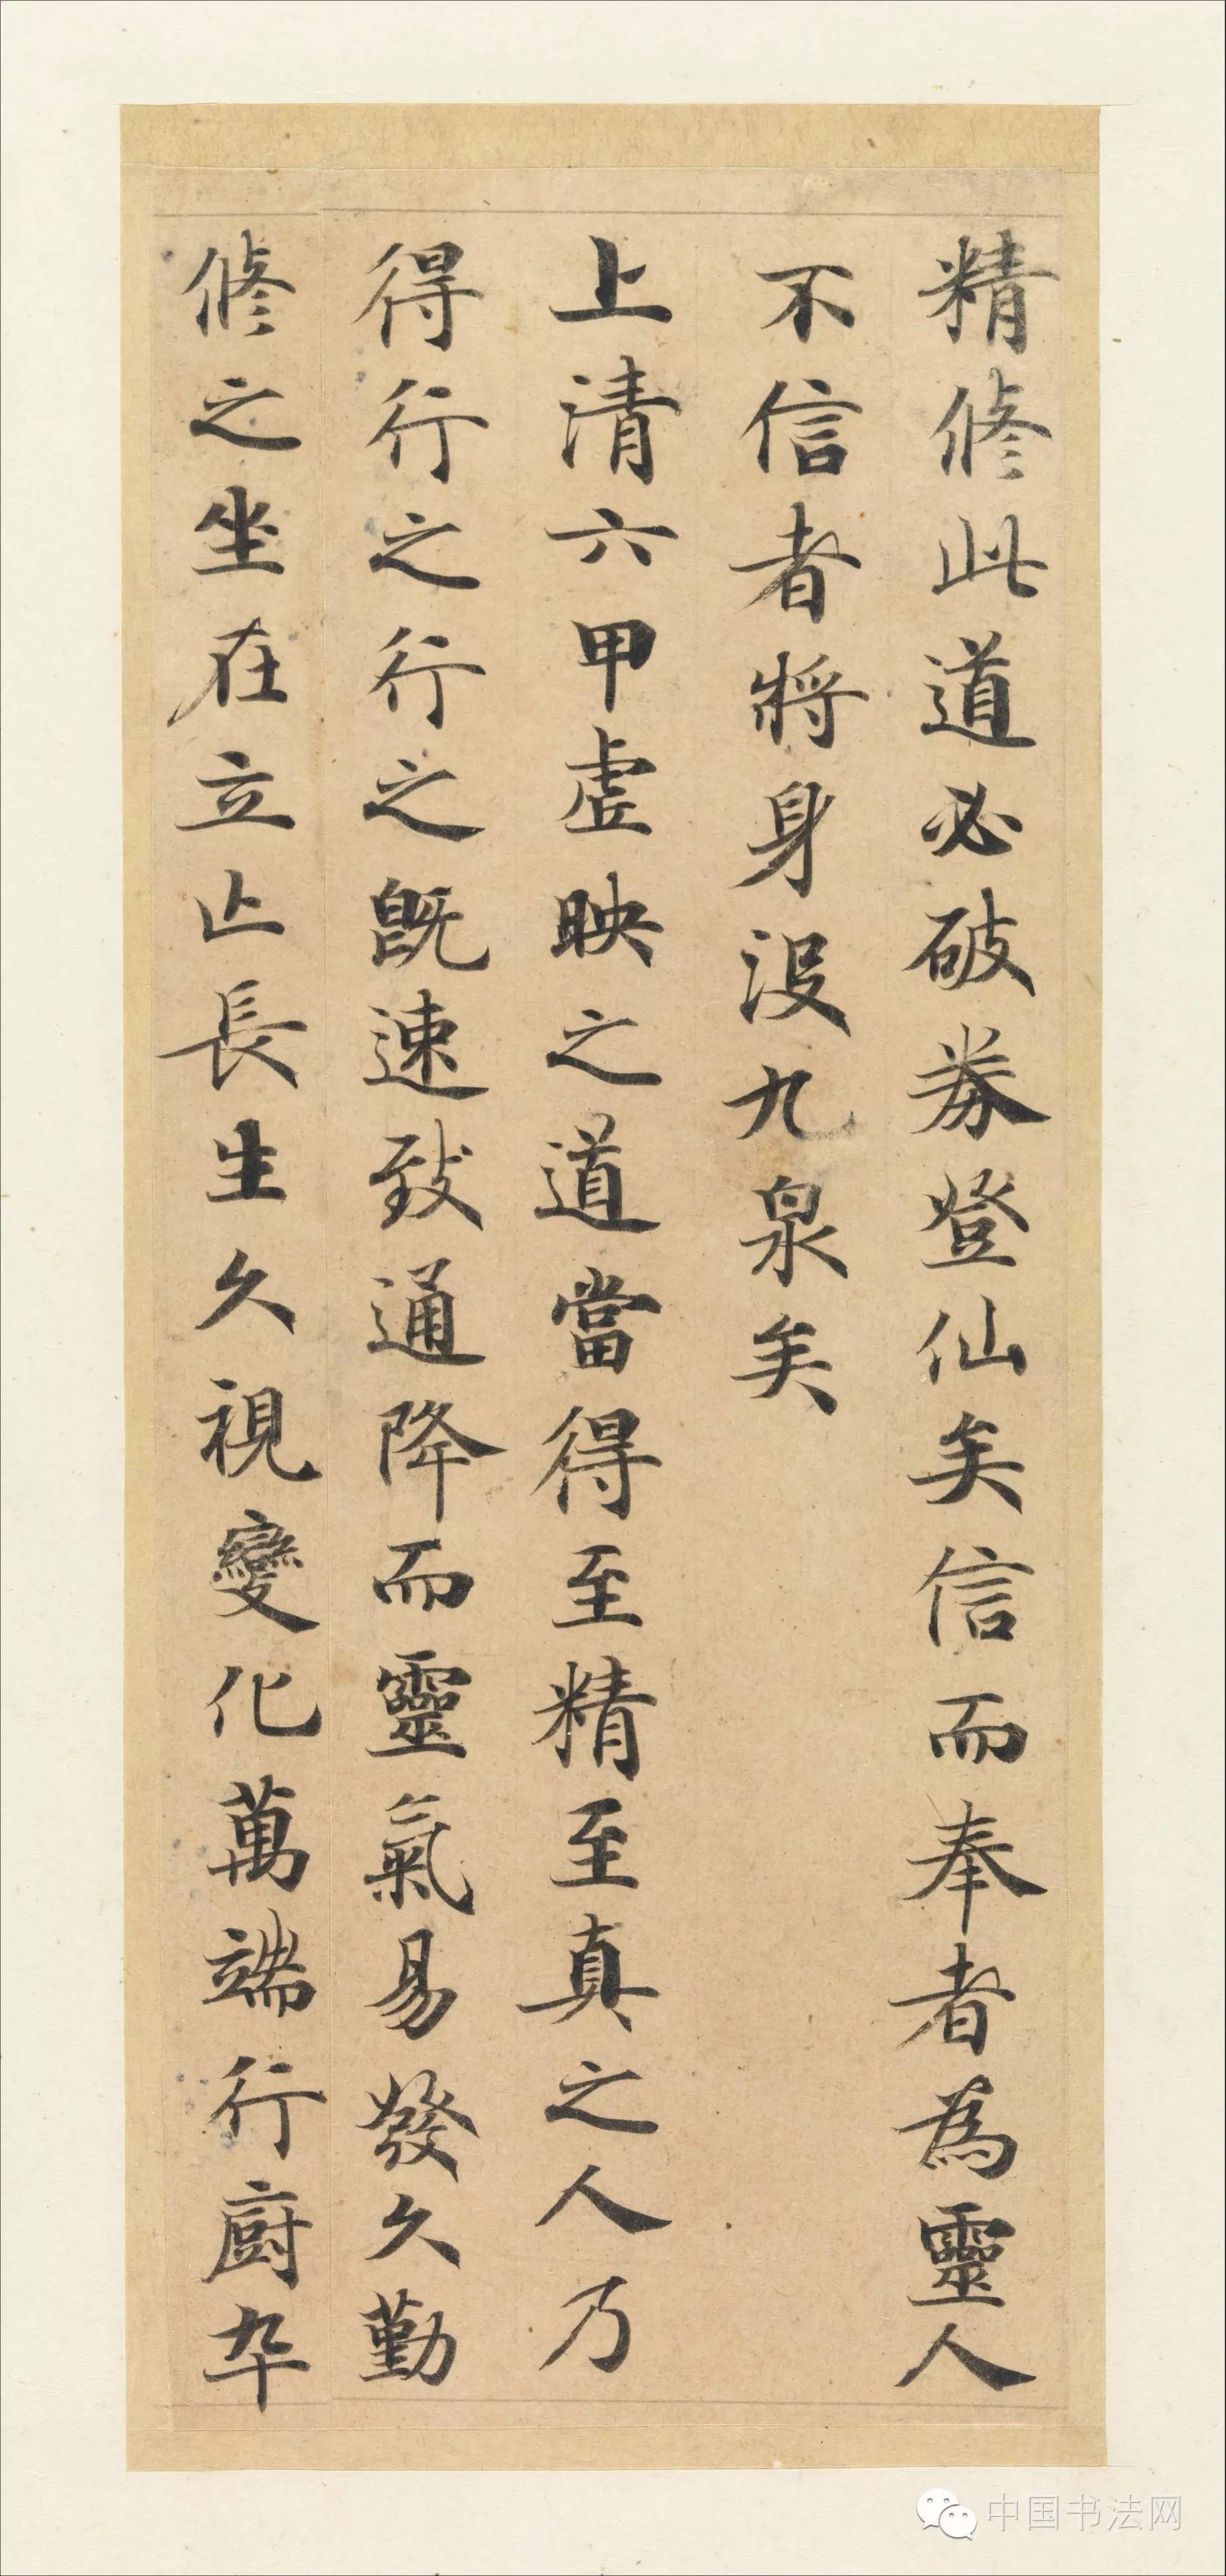 精脩此道必破券登仙矣信而奉者為靈人
不信者將身没九泉矣
上清六甲虛映之道當得至精至真之人乃
得行之行之既速致通降而靈氣易發久勤
脩之坐在立亾長生久視變化萬端行廚卒
中国书法网